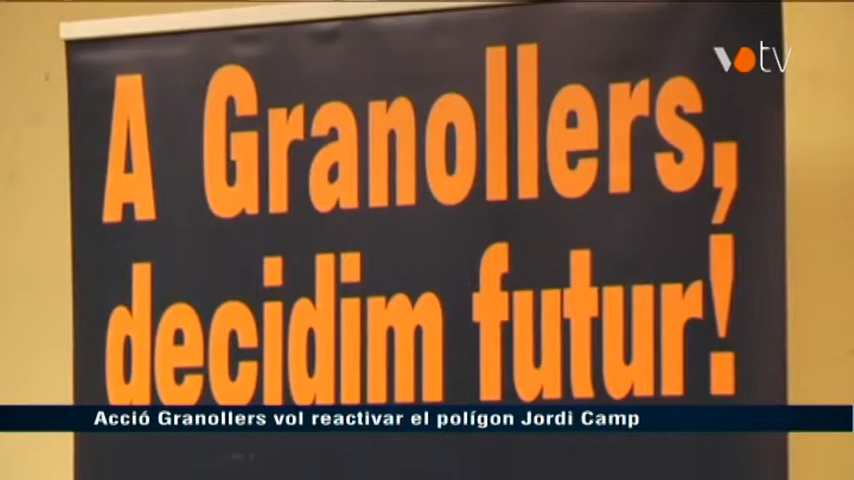 votv
A Granollers,
decidim futur!
Acció Granollers vol reactivar el polígon Jordi Camp